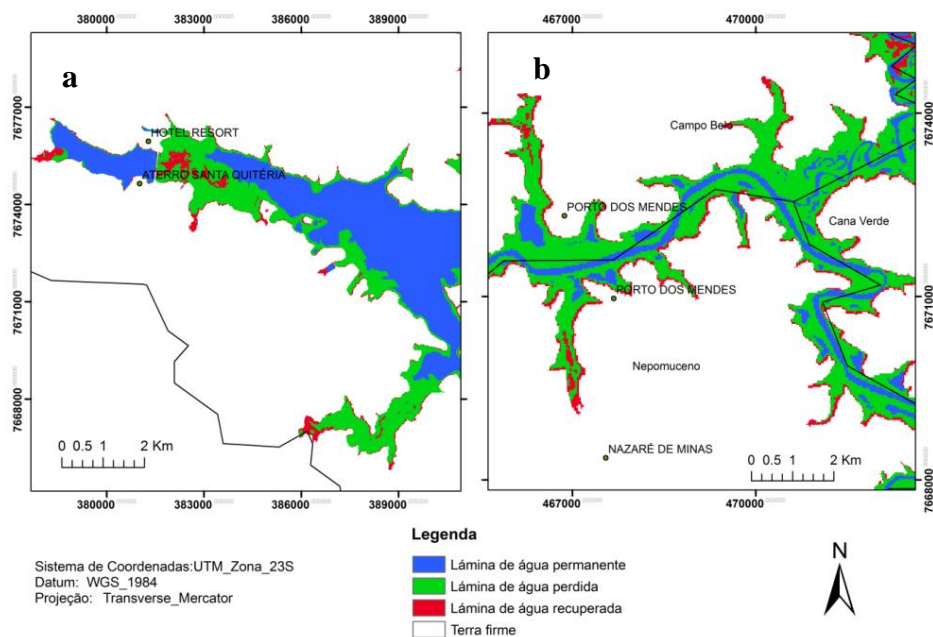 380000 383000 386000 389000
467000 470000
a
b
7677000
7674000
7671000
7668000
HOTEL RESORT
ATERRO SANTA QUITÉRIA
0 0.5 1 2 Km
380000 383000 386000 389000
Campo Belo
PORTO DOS MENDES
Cana Verde
PORTO DOS MENDES
Nepomuceno
NAZARÉ DE MINAS
0 0.5 1 2 Km
7674000
7671000
7668000
467000 470000
Legenda
Lámina de água permanente
Lámina de água perdida
Lámina de água recuperada
Terra firme
Sistema de Coordenadas:UTM_Zona_23S
Datum: WGS_1984
Projeção: Transverse_Mercator
N